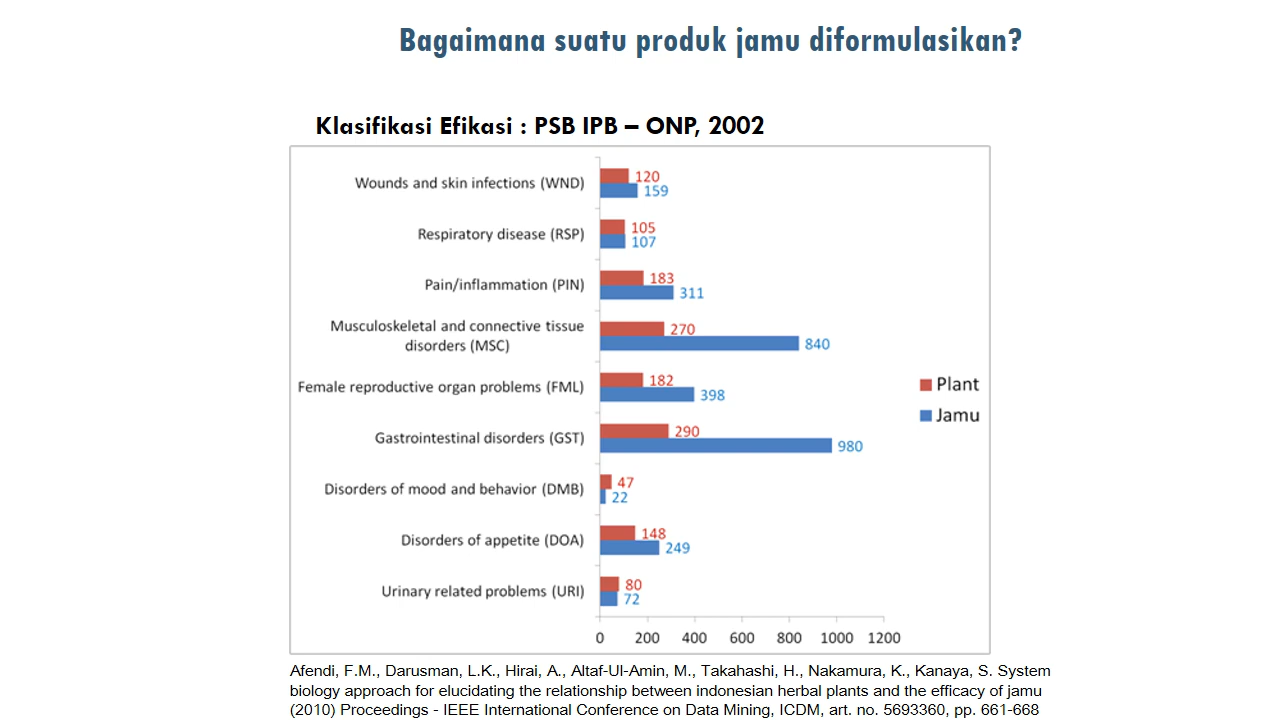 Bagaimana suatu produk jamu diformulasikan?
Klasifikasi Efikasi : PSB IPB – ONP, 2002
Wounds and skin infections (WND)
120
159
Respiratory disease (RSP)
105
107
Pain/inflammation (PIN)
183
311
Musculoskeletal and connective tissue
disorders (MSC)
270
840
Female reproductive organ problems (FML)
182
398
Gastrointestinal disorders (GST)
290
980
Disorders of mood and behavior (DMB)
47
22
Disorders of appetite (DOA)
148
249
Urinary related problems (URI)
80
72
0 200 400 600 800 1000 1200
Plant
Jamu
Afendi, F.M., Darusman, L.K., Hirai, A., Altaf-Ul-Amin, M., Takahashi, H., Nakamura, K., Kanaya, S. System
biology approach for elucidating the relationship between indonesian herbal plants and the efficacy of jamu
(2010) Proceedings - IEEE International Conference on Data Mining, ICDM, art. no. 5693360, pp. 661-668